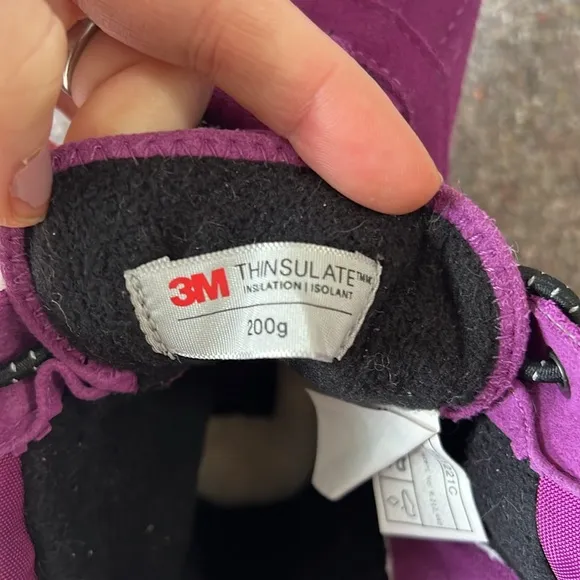 3M THINSULATE™
INSULATION | ISOLANT
200g